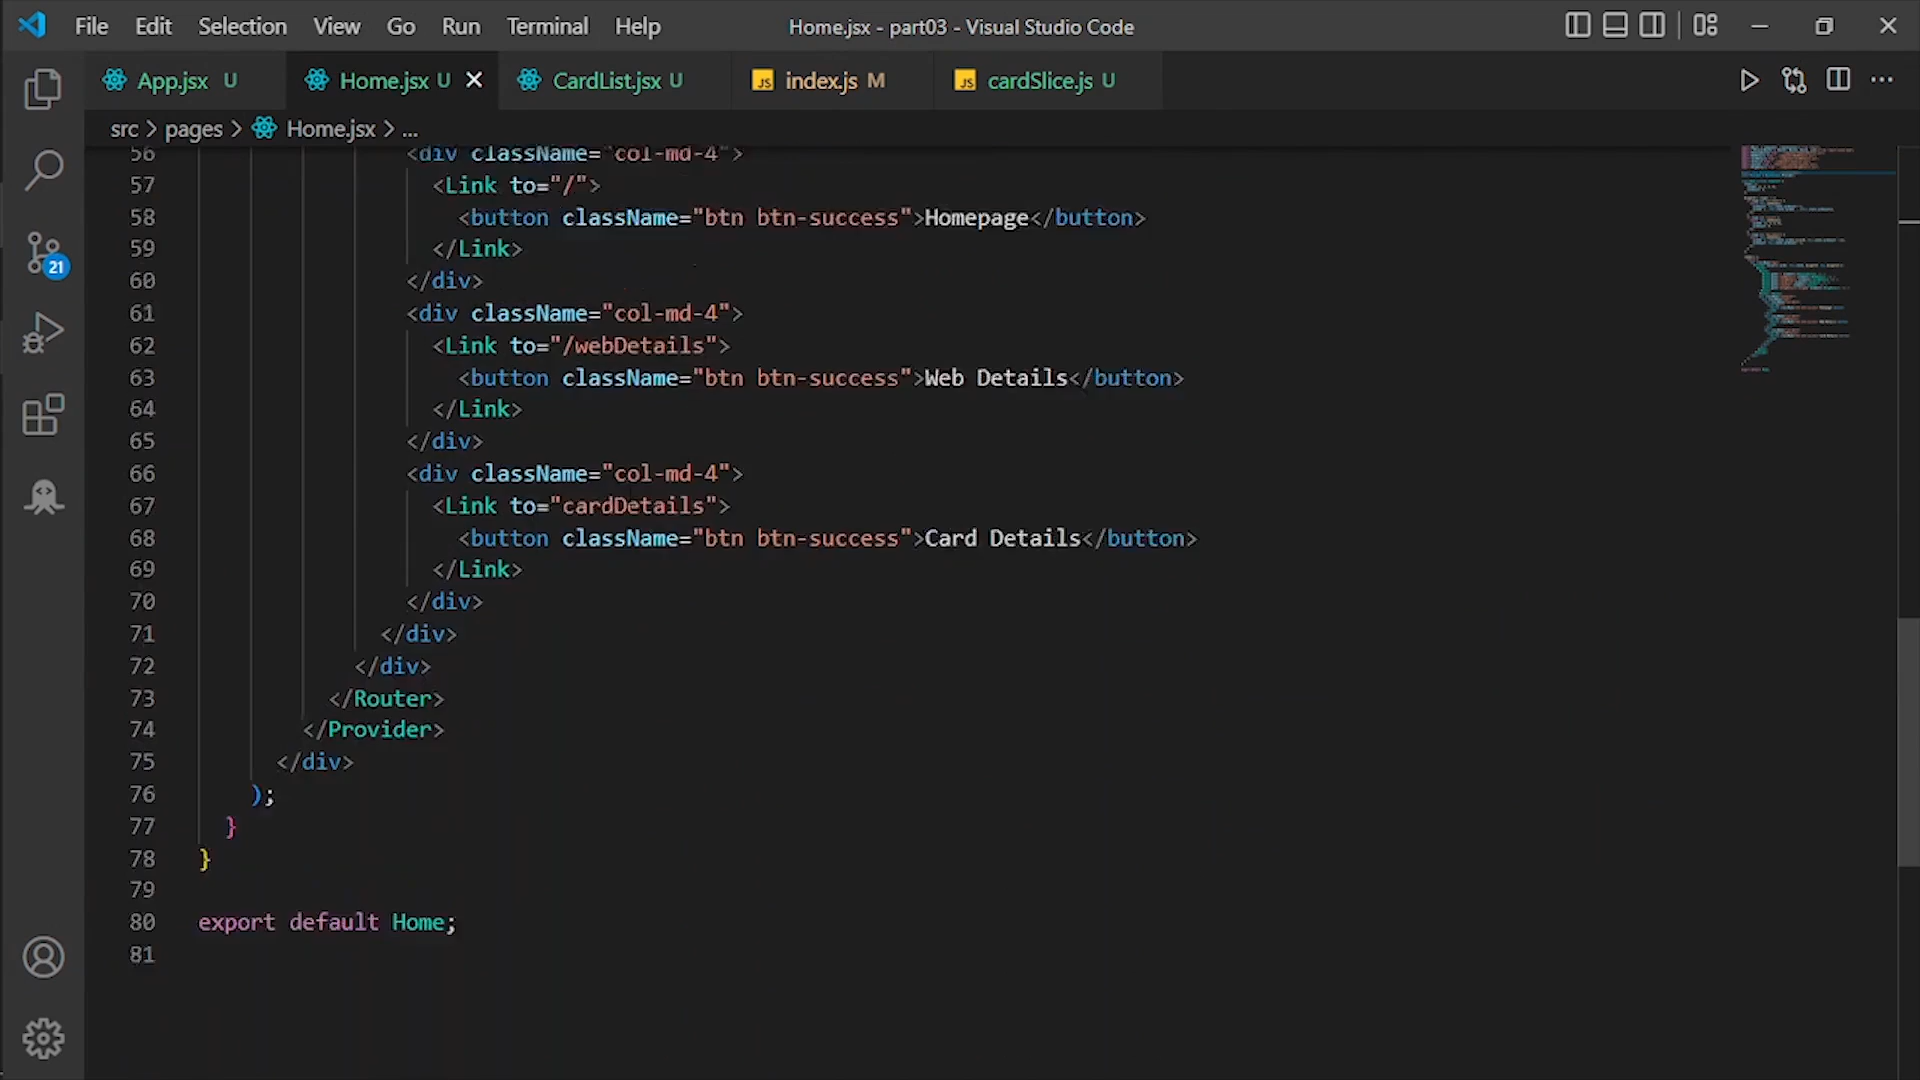 File Edit Selection View Go Run Terminal Help Home.jsx - part03 - Visual Studio Code
App.jsx U Home.jsx U CardList.jsx U JS index.js M JS cardSlice.js U
src > pages > Home.jsx > ...
21
56 <div className="col-md-4">
57 <Link to="/">
58 <button className="btn btn-success">Homepage</button>
59 </Link>
60 </div>
61 <div className="col-md-4">
62 <Link to="/webDetails">
63 <button className="btn btn-success">Web Details</button>
64 </Link>
65 </div>
66 <div className="col-md-4">
67 <Link to="cardDetails">
68 <button className="btn btn-success">Card Details</button>
69 </Link>
70 </div>
71 </div>
72 </div>
73 </Router>
74 </Provider>
75 </div>
76 );
77 }
78 }
79
80 export default Home;
81